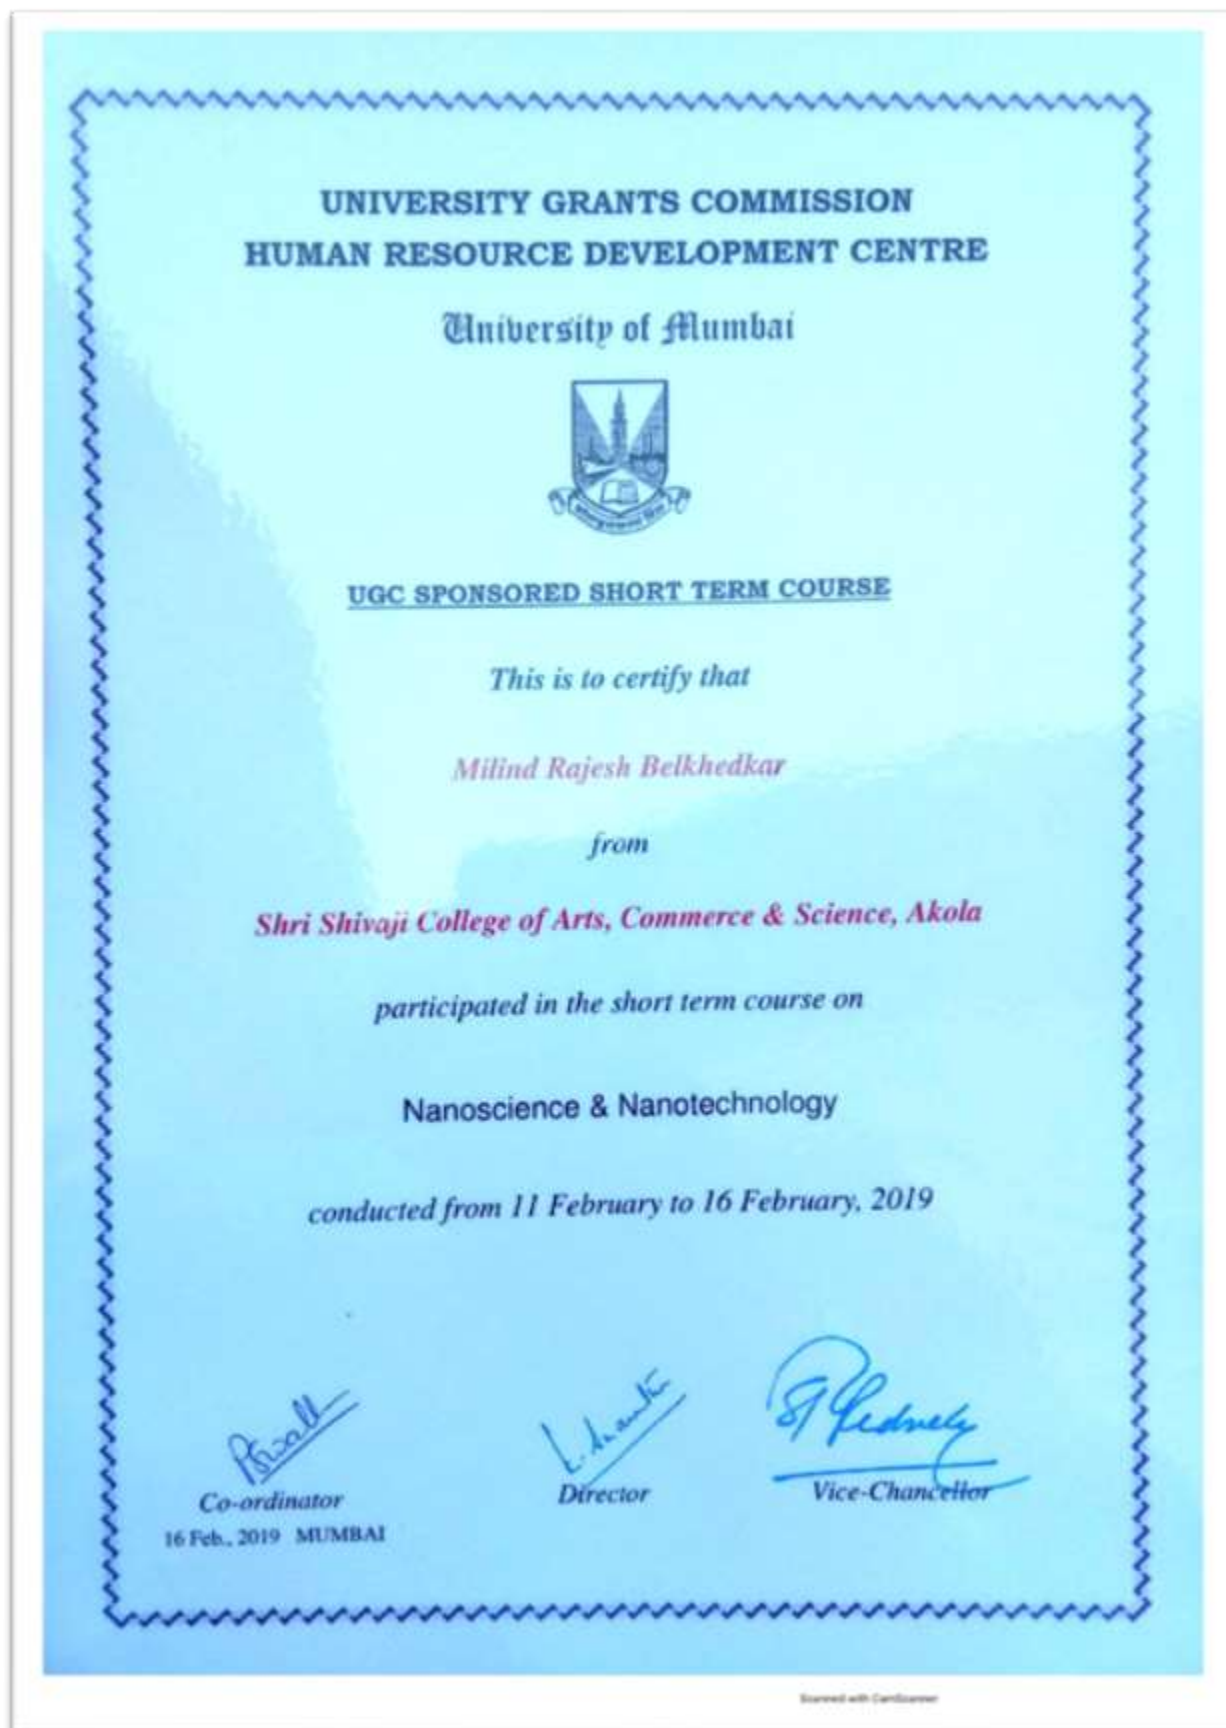 UNIVERSITY GRANTS COMMISSION
HUMAN RESOURCE DEVELOPMENT CENTRE
University of Mumbai
UGC SPONSORED SHORT TERM COURSE
This is to certify that
Milind Rajesh Belkhedkar
from
Shri Shivaji College of Arts, Commerce & Science, Akola
participated in the short term course on
Nanoscience & Nanotechnology
conducted from 11 February to 16 February, 2019
Co-ordinator
Director
Vice-Chancellor
16 Feb., 2019 MUMBAI
Scanned with CamScanner